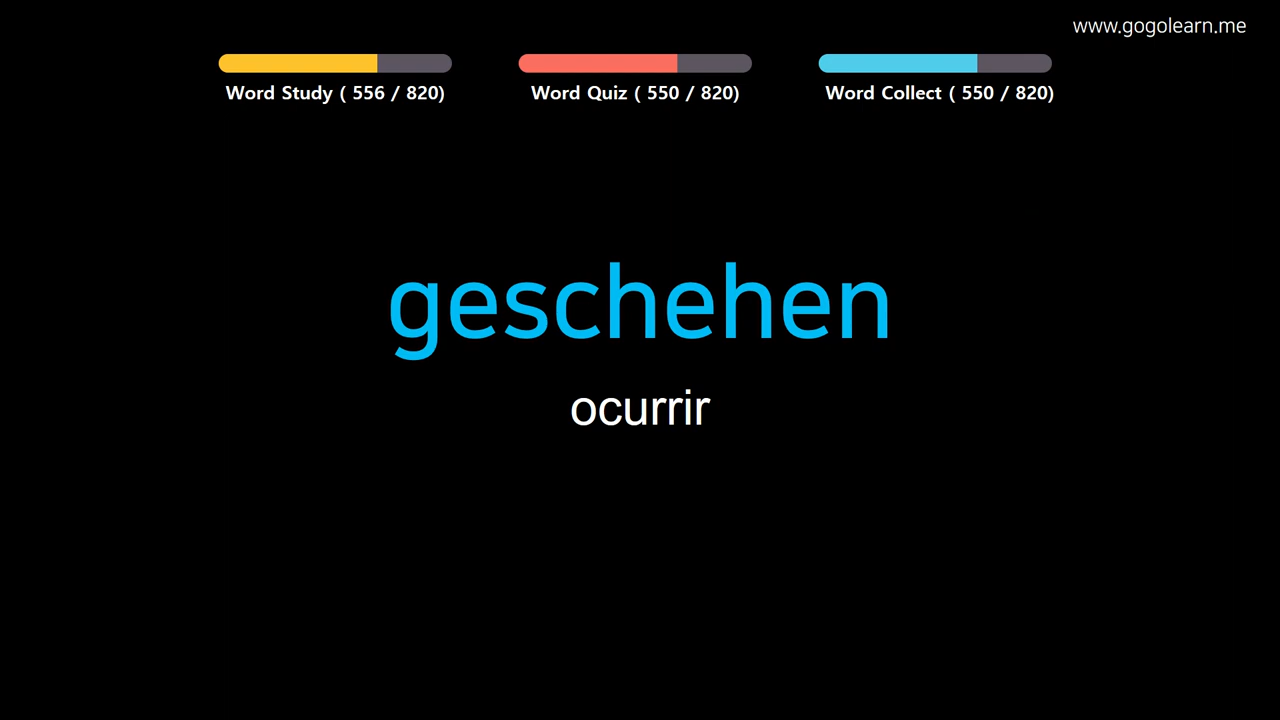 www.gogolearn.me
Word Study ( 556 / 820)
Word Quiz ( 550 / 820)
Word Collect ( 550 / 820)
geschehen
ocurrir